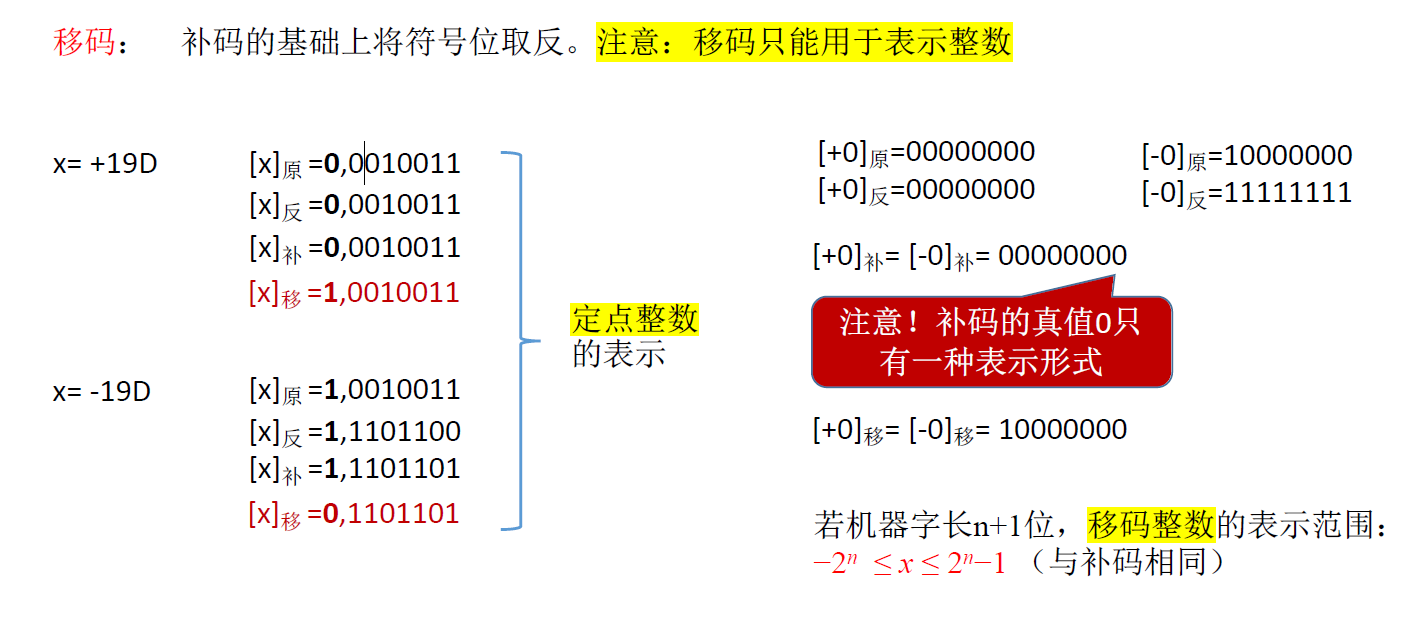 移码： 补码的基础上将符号位取反。注意：移码只能用于表示整数
x= +19D
[x]原 =0,0010011
[x]反 =0,0010011
[x]补 =0,0010011
[x]移 =1,0010011
x= -19D
[x]原 =1,0010011
[x]反 =1,1101100
[x]补 =1,1101101
[x]移 =0,1101101
定点整数
的表示
[+0]原=00000000 [-0]原=10000000
[+0]反=00000000 [-0]反=11111111
[+0]补= [-0]补= 00000000
注意！补码的真值0只
有一种表示形式
[+0]移= [-0]移= 10000000
若机器字长n+1位，移码整数的表示范围：
−2ⁿ ≤ x ≤ 2ⁿ−1 （与补码相同）